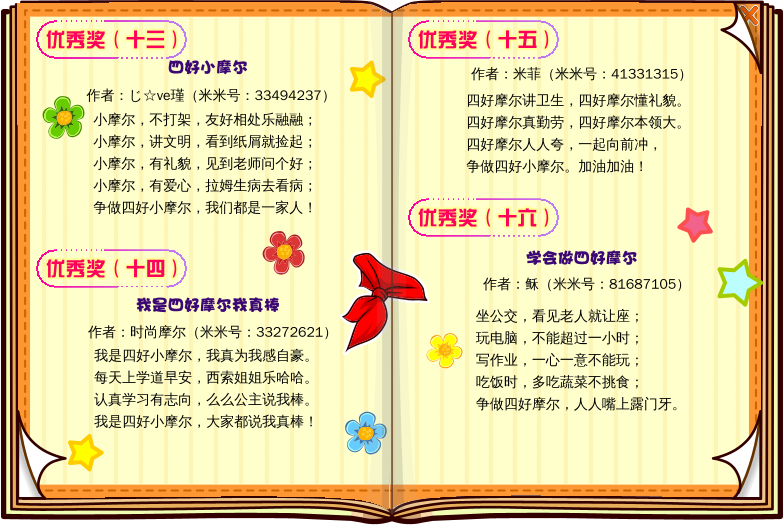 优秀奖（十三）
四好小摩尔
作者：じ☆ve瑾（米米号：33494237）
小摩尔，不打架，友好相处乐融融；
小摩尔，讲文明，看到纸屑就捡起；
小摩尔，有礼貌，见到老师问个好；
小摩尔，有爱心，拉姆生病去看病；
争做四好小摩尔，我们都是一家人！
优秀奖（十四）
我是四好摩尔我真棒
作者：时尚摩尔（米米号：33272621）
我是四好小摩尔，我真为我感自豪。
每天上学道早安，西索姐姐乐哈哈。
认真学习有志向，么么公主说我棒。
我是四好小摩尔，大家都说我真棒！
优秀奖（十五）
作者：米菲（米米号：41331315）
四好摩尔讲卫生，四好摩尔懂礼貌。
四好摩尔真勤劳，四好摩尔本领大。
四好摩尔人人夸，一起向前冲，
争做四好小摩尔。加油加油！
优秀奖（十六）
学会做四好摩尔
作者：稣（米米号：81687105）
坐公交，看见老人就让座；
玩电脑，不能超过一小时；
写作业，一心一意不能玩；
吃饭时，多吃蔬菜不挑食；
争做四好摩尔，人人嘴上露门牙。